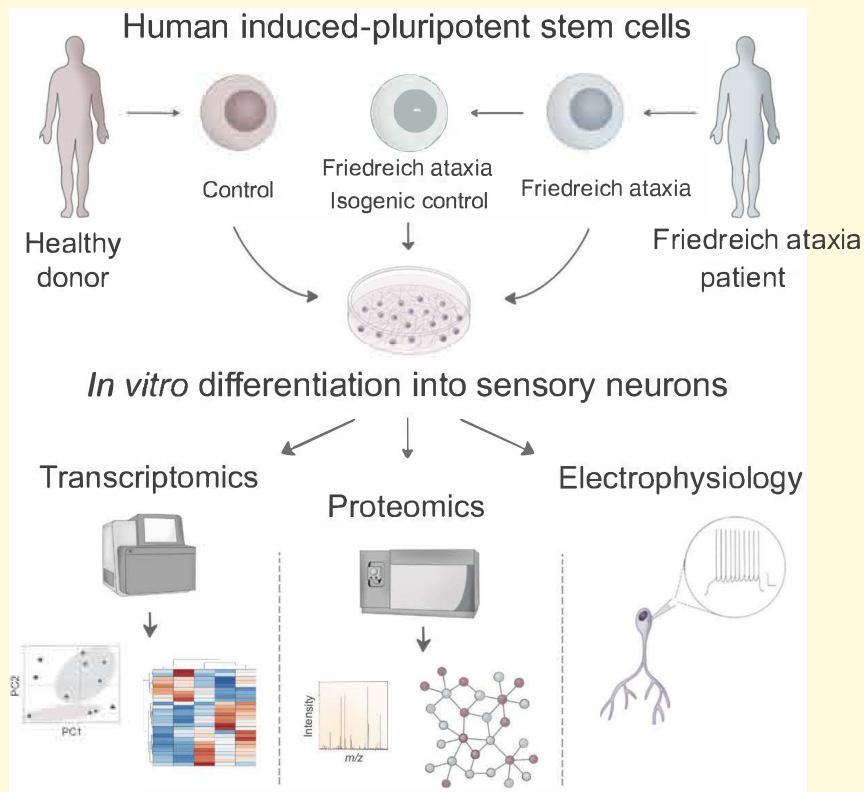 Human induced-pluripotent stem cells
Control
Friedreich ataxia
Isogenic control
Friedreich ataxia
Healthy
donor
Friedreich ataxia
patient
In vitro differentiation into sensory neurons
Transcriptomics
Proteomics
Electrophysiology
PC2
PC1
Intensity
m/z